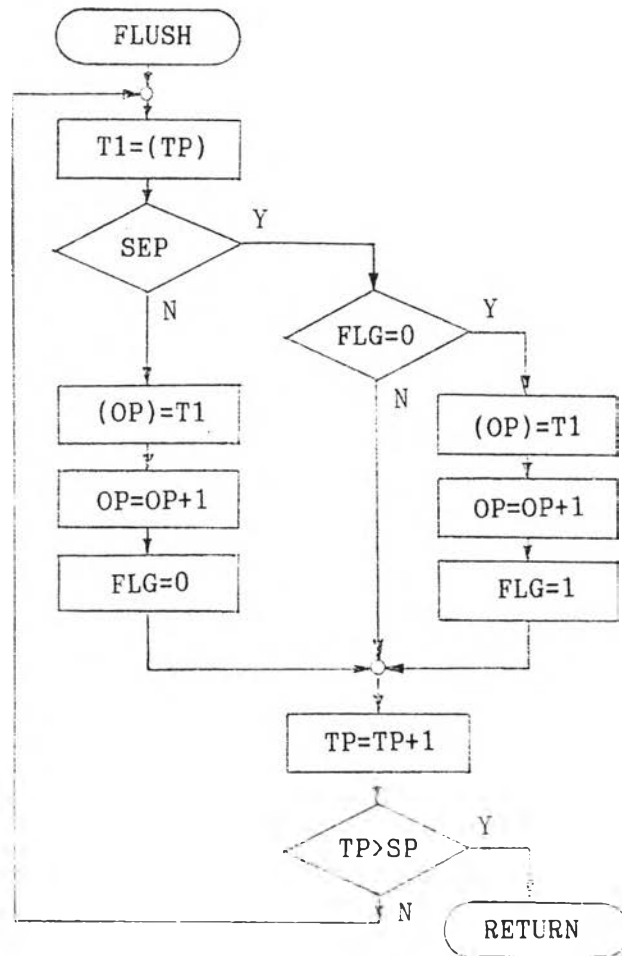 FLUSH
T1=(TP)
SEP
Y
N
FLG=0
Y
N
(OP)=T1
OP=OP+1
FLG=0
(OP)=T1
OP=OP+1
FLG=1
TP=TP+1
TP>SP
Y
N
RETURN